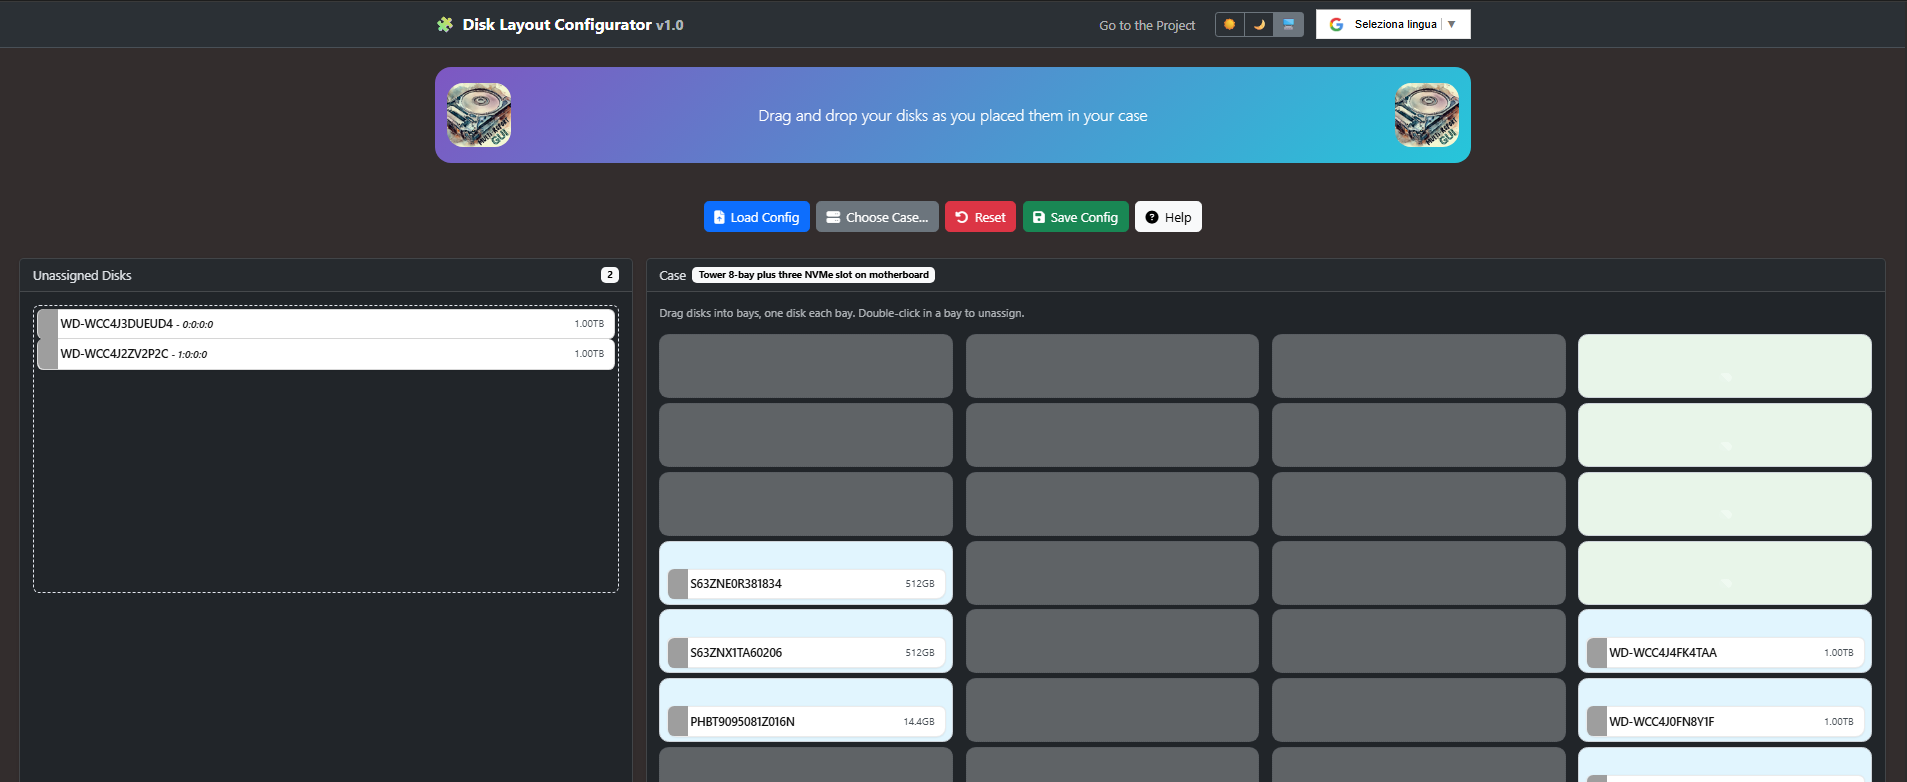 Disk Layout Configurator v1.0
Go to the Project
Seleziona lingua ▼
Drag and drop your disks as you placed them in your case
GUI
GUI
Load Config
Choose Case...
Reset
Save Config
Help
Unassigned Disks
2
WD-WCC4J3DUEUD4 - 0:0:0:0
1.00TB
WD-WCC4J2ZV2P2C - 1:0:0:0
1.00TB
Case Tower 8-bay plus three NVMe slot on motherboard
Drag disks into bays, one disk each bay. Double-click in a bay to unassign.
S63ZNE0R381834
512GB
S63ZNX1TA60206
512GB
WD-WCC4J4FK4TAA
1.00TB
PHBT9095081Z016N
14.4GB
WD-WCC4J0FN8Y1F
1.00TB